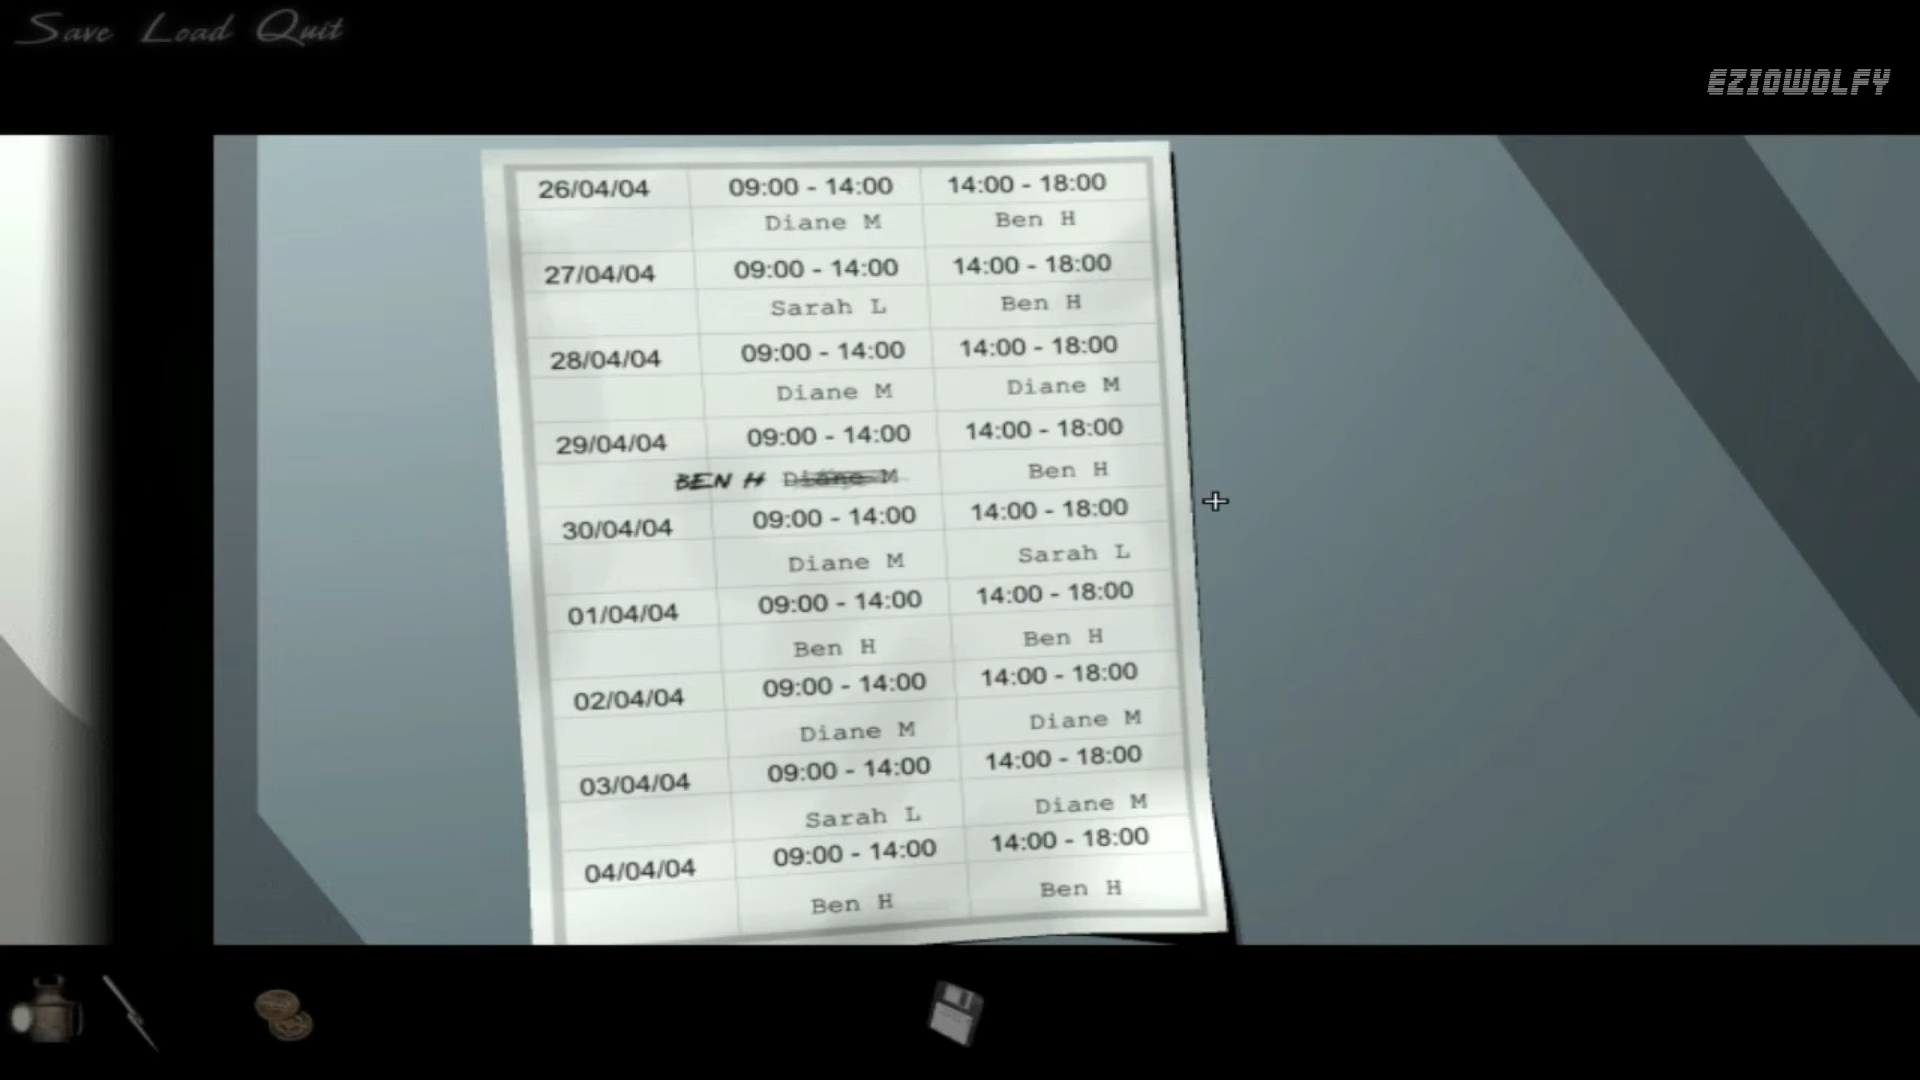 Save Load Quit
EZIOWOLFY
26/04/04 09:00 - 14:00 14:00 - 18:00
Diane M Ben H
27/04/04 09:00 - 14:00 14:00 - 18:00
Sarah L Ben H
28/04/04 09:00 - 14:00 14:00 - 18:00
Diane M Diane M
29/04/04 09:00 - 14:00 14:00 - 18:00
BEN H Diane M Ben H
30/04/04 09:00 - 14:00 14:00 - 18:00
Diane M Sarah L
01/04/04 09:00 - 14:00 14:00 - 18:00
Ben H Ben H
02/04/04 09:00 - 14:00 14:00 - 18:00
Diane M Diane M
03/04/04 09:00 - 14:00 14:00 - 18:00
Sarah L Diane M
04/04/04 09:00 - 14:00 14:00 - 18:00
Ben H Ben H